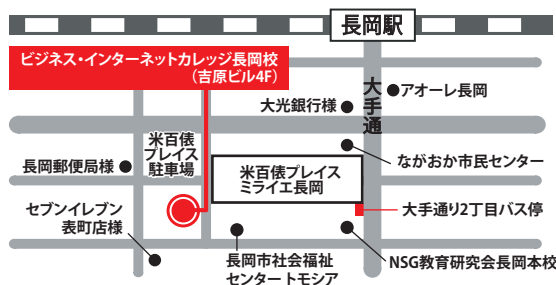 長岡駅
ビジネス・インターネットカレッジ長岡校
(吉原ビル4F)
大手通
アオーレ長岡
大光銀行様
米百俵
プレイス
駐車場
ながおか市民センター
長岡郵便局様
米百俵プレイス
ミライエ長岡
セブンイレブン
表町店様
大手通り2丁目バス停
長岡市社会福祉
センタートモシア
NSG教育研究会長岡本校